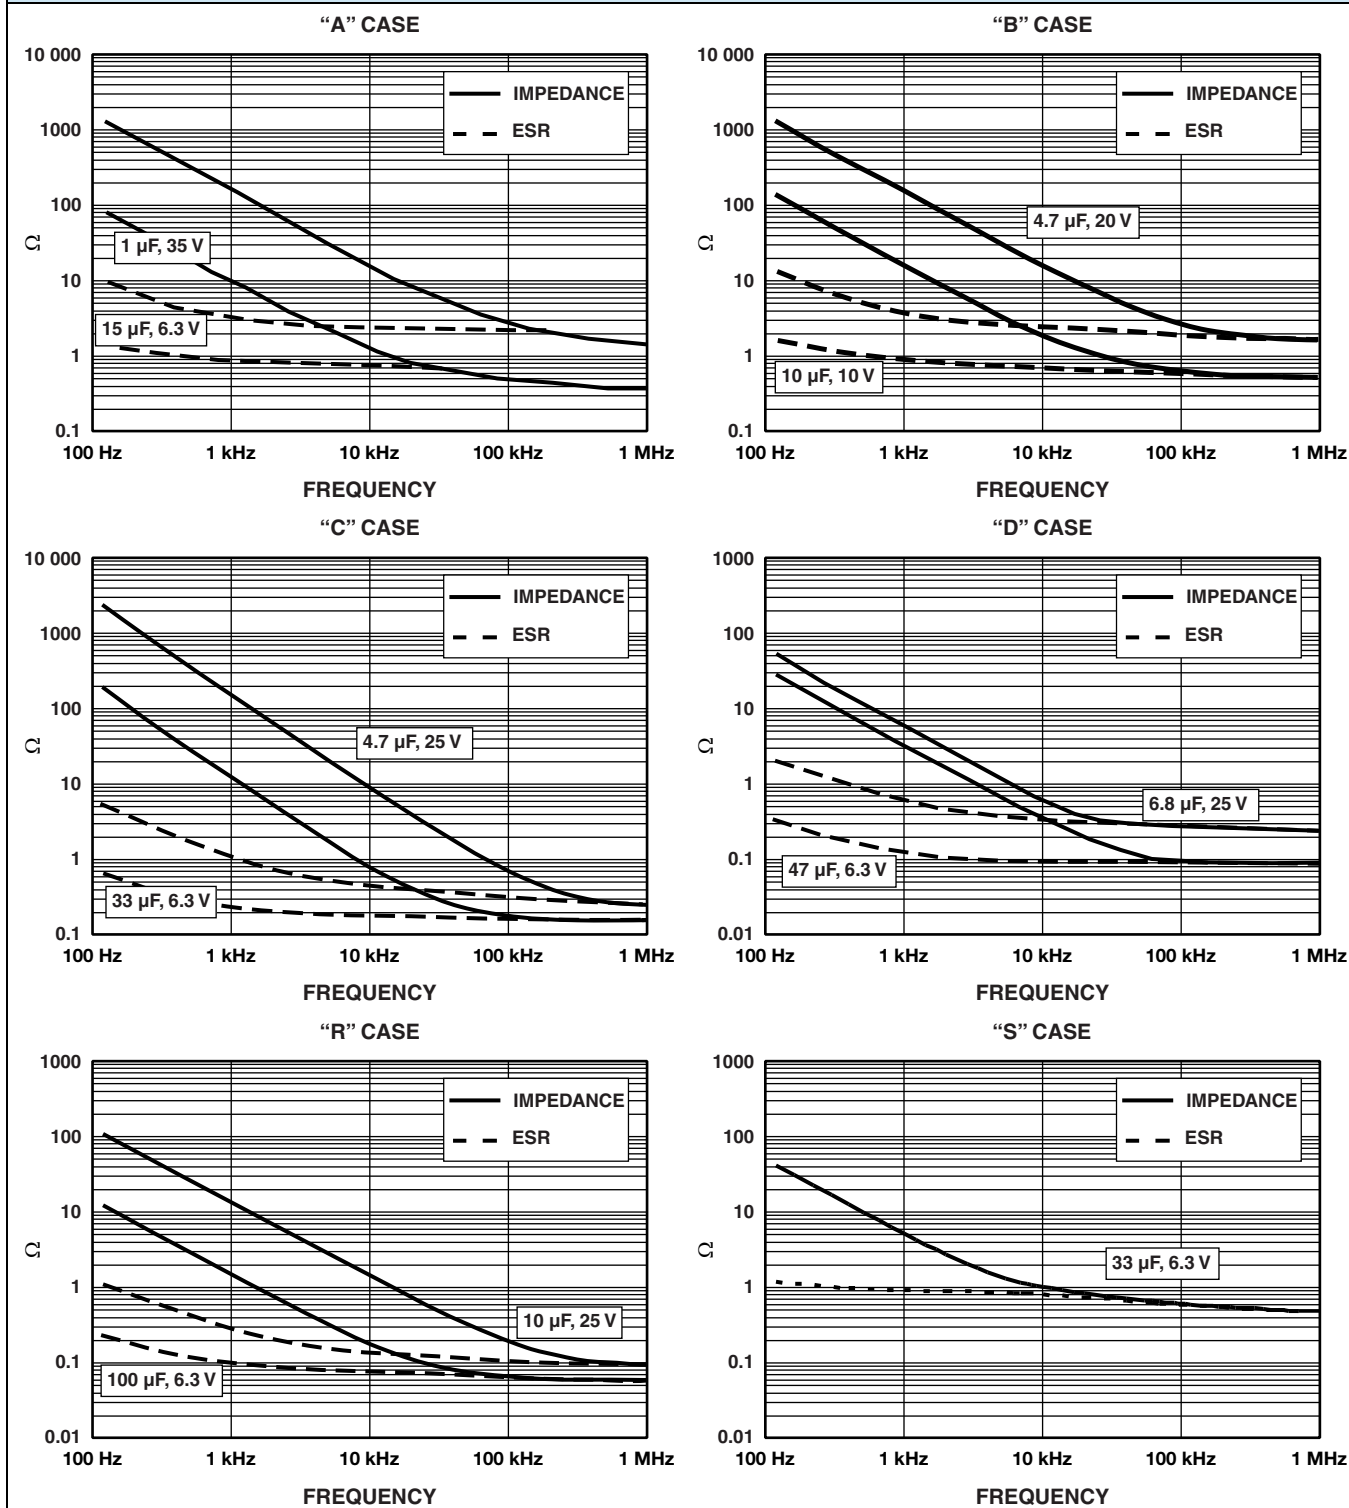 “A” CASE
10 000
1000
100
10
1
0.1
Ω
IMPEDANCE
ESR
1 µF, 35 V
15 µF, 6.3 V
100 Hz 1 kHz 10 kHz 100 kHz 1 MHz
FREQUENCY
“B” CASE
10 000
1000
100
10
1
0.1
Ω
IMPEDANCE
ESR
4.7 µF, 20 V
10 µF, 10 V
100 Hz 1 kHz 10 kHz 100 kHz 1 MHz
FREQUENCY
“C” CASE
10 000
1000
100
10
1
0.1
Ω
IMPEDANCE
ESR
4.7 µF, 25 V
33 µF, 6.3 V
100 Hz 1 kHz 10 kHz 100 kHz 1 MHz
FREQUENCY
“D” CASE
1000
100
10
1
0.1
0.01
Ω
IMPEDANCE
ESR
6.8 µF, 25 V
47 µF, 6.3 V
100 Hz 1 kHz 10 kHz 100 kHz 1 MHz
FREQUENCY
“R” CASE
1000
100
10
1
0.1
0.01
Ω
IMPEDANCE
ESR
10 µF, 25 V
100 µF, 6.3 V
100 Hz 1 kHz 10 kHz 100 kHz 1 MHz
FREQUENCY
“S” CASE
1000
100
10
1
0.1
0.01
Ω
IMPEDANCE
ESR
33 µF, 6.3 V
100 Hz 1 kHz 10 kHz 100 kHz 1 MHz
FREQUENCY